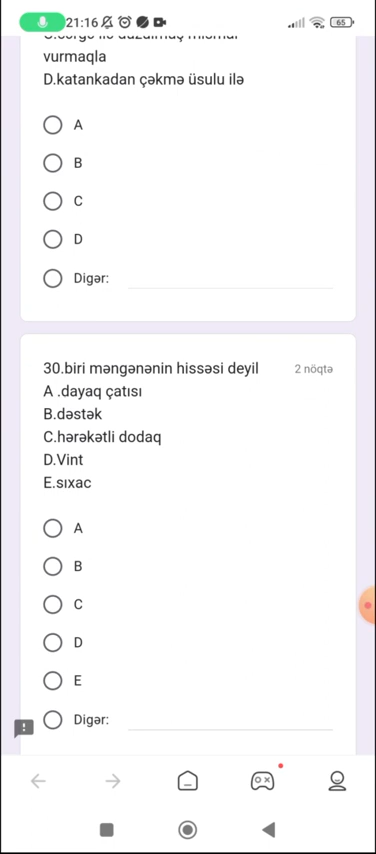 21:16
65
vurmaqla
D.katankadan çəkmə üsulu ilə
A
B
C
D
Digər:
30.biri məngənənin hissəsi deyil
2 nöqtə
A .dayaq çatısı
B.dəstək
C.hərəkətli dodaq
D.Vint
E.sıxac
A
B
C
D
E
Digər: